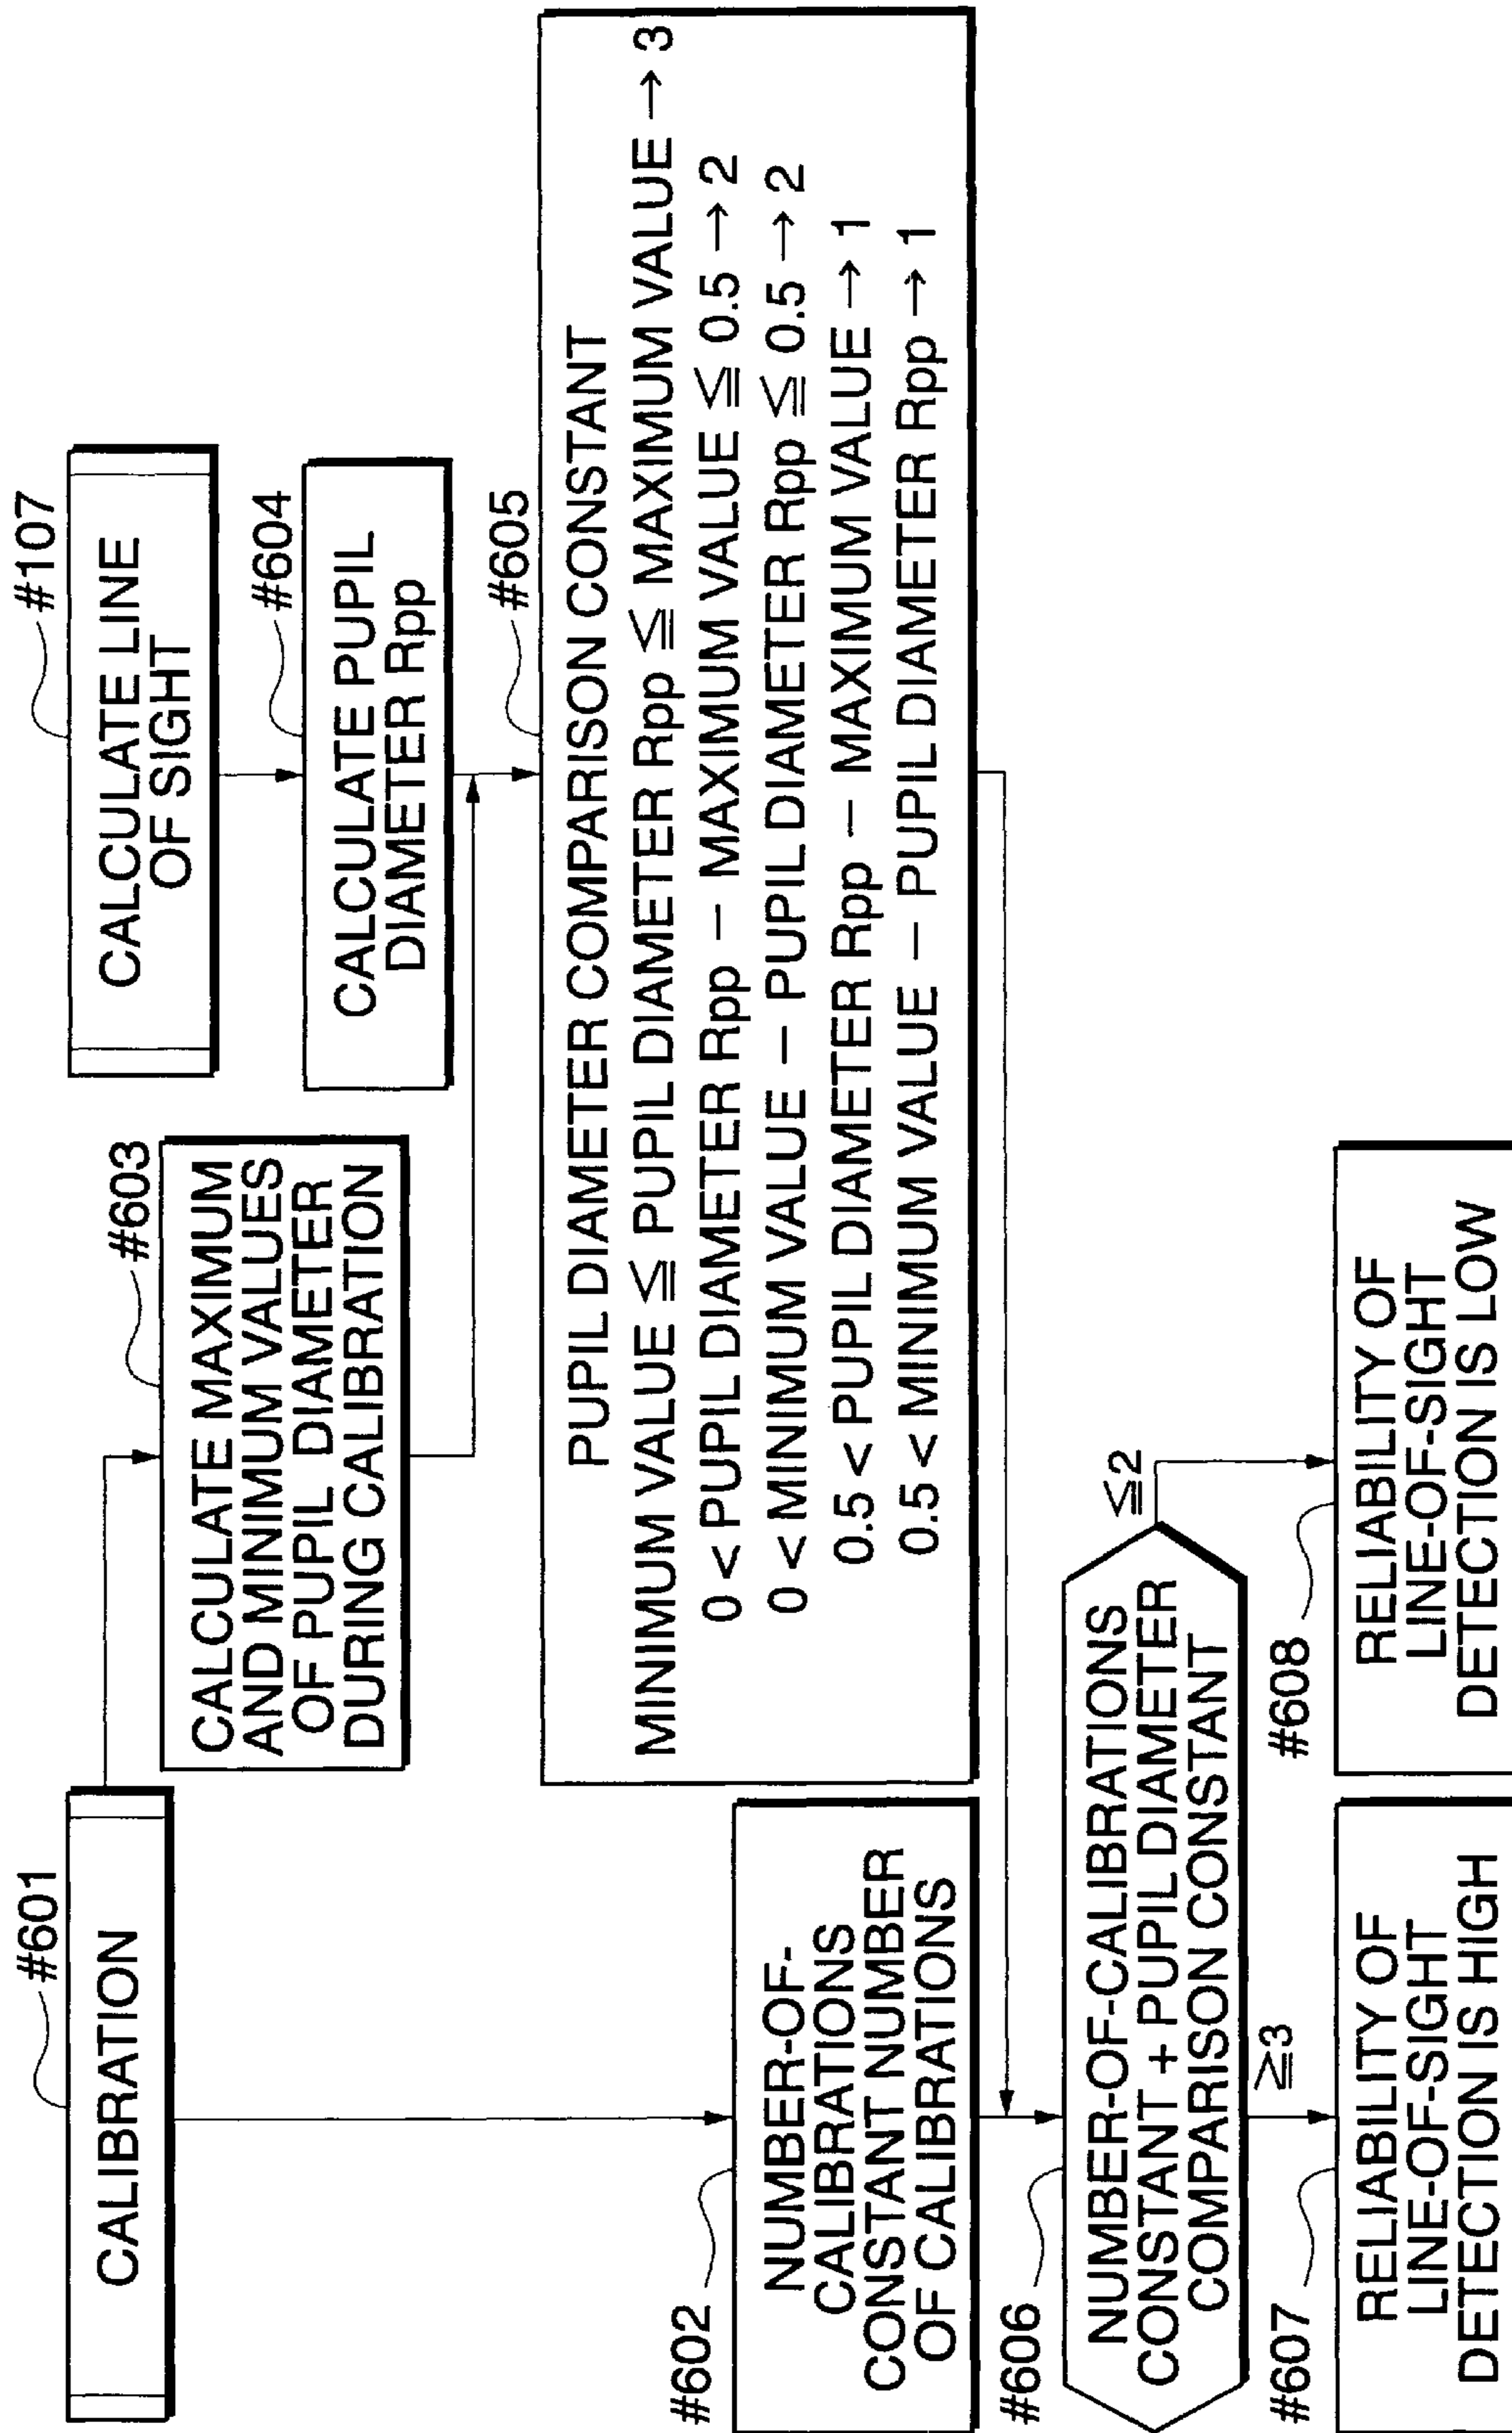 #601
CALIBRATION
#603
CALCULATE MAXIMUM
AND MINIMUM VALUES
OF PUPIL DIAMETER
DURING CALIBRATION
#107
CALCULATE LINE
OF SIGHT
#604
CALCULATE PUPIL
DIAMETER Rpp
#605
PUPIL DIAMETER COMPARISON CONSTANT
MINIMUM VALUE ≦ PUPIL DIAMETER Rpp ≦ MAXIMUM VALUE → 3
0 < PUPIL DIAMETER Rpp − MAXIMUM VALUE ≦ 0.5 → 2
0 < MINIMUM VALUE − PUPIL DIAMETER Rpp ≦ 0.5 → 2
0.5 < PUPIL DIAMETER Rpp − MAXIMUM VALUE → 1
0.5 < MINIMUM VALUE − PUPIL DIAMETER Rpp → 1
#602
NUMBER-OF-
CALIBRATIONS
CONSTANT NUMBER
OF CALIBRATIONS
#606
NUMBER-OF-CALIBRATIONS
CONSTANT + PUPIL DIAMETER
COMPARISON CONSTANT
≦2
≧3
#607
RELIABILITY OF
LINE-OF-SIGHT
DETECTION IS HIGH
#608
RELIABILITY OF
LINE-OF-SIGHT
DETECTION IS LOW